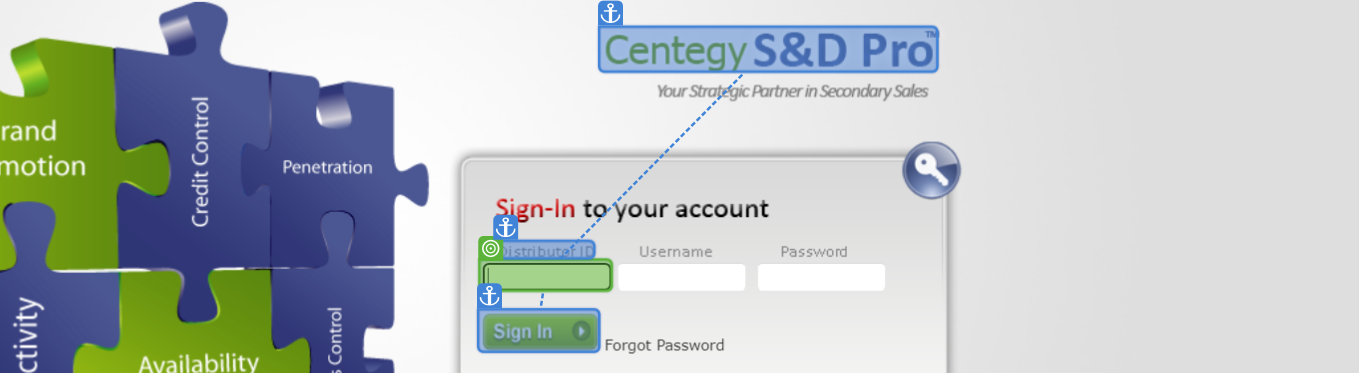 Centegy S&D Pro™
Your Strategic Partner in Secondary Sales
rand
motion
Credit Control
Penetration
Sign-In to your account
Distributor ID
Username
Password
Sign In
Forgot Password
ctivity
Availability
s Control